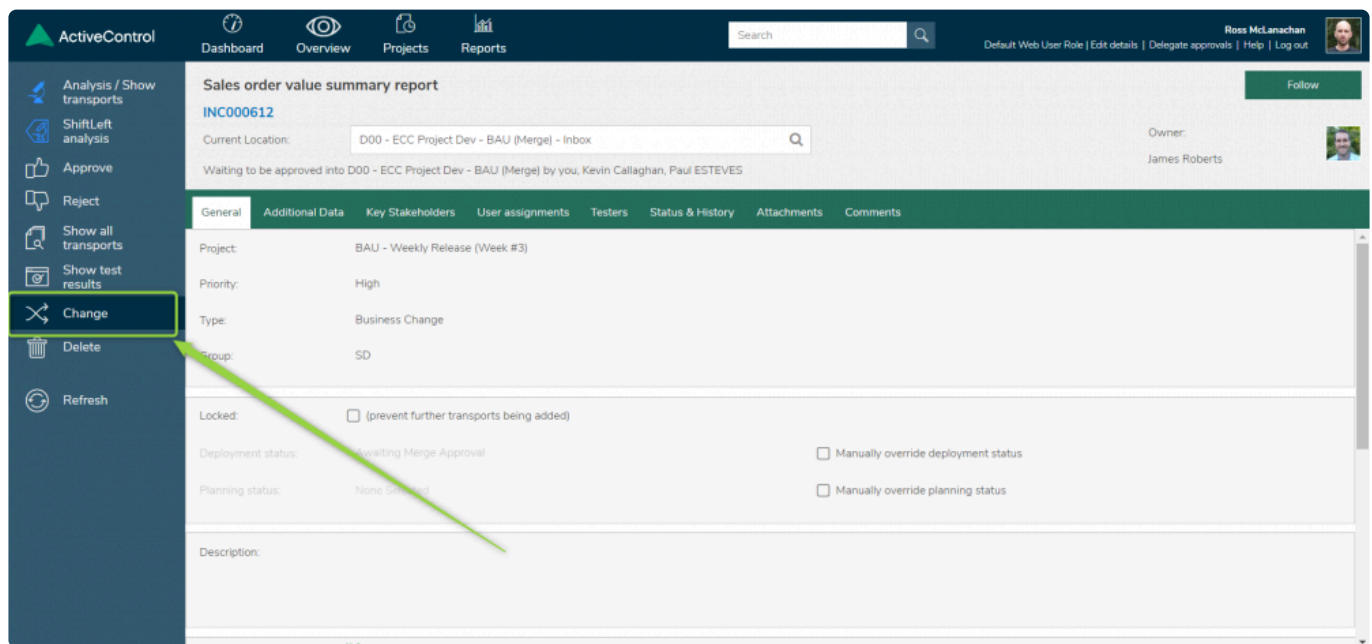 ActiveControl
Dashboard
Overview
Projects
Reports
Search
Ross McLanachan
Default Web User Role | Edit details | Delegate approvals | Help | Log out
Analysis / Show
transports
ShiftLeft
analysis
Approve
Reject
Show all
transports
Show test
results
Change
Delete
Refresh
Sales order value summary report
Follow
INC000612
Current Location:
D00 - ECC Project Dev - BAU (Merge) - Inbox
Owner:
James Roberts
Waiting to be approved into D00 - ECC Project Dev - BAU (Merge) by you, Kevin Callaghan, Paul ESTEVES
General
Additional Data
Key Stakeholders
User assignments
Testers
Status & History
Attachments
Comments
Project:
BAU - Weekly Release (Week #3)
Priority:
High
Type:
Business Change
Group:
SD
Locked:
(prevent further transports being added)
Deployment status:
Awaiting Merge Approval
Manually override deployment status
Planning status:
None Selected
Manually override planning status
Description: